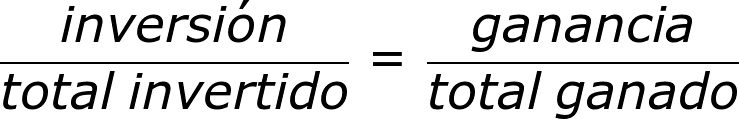 inversión / total invertido = ganancia / total ganado